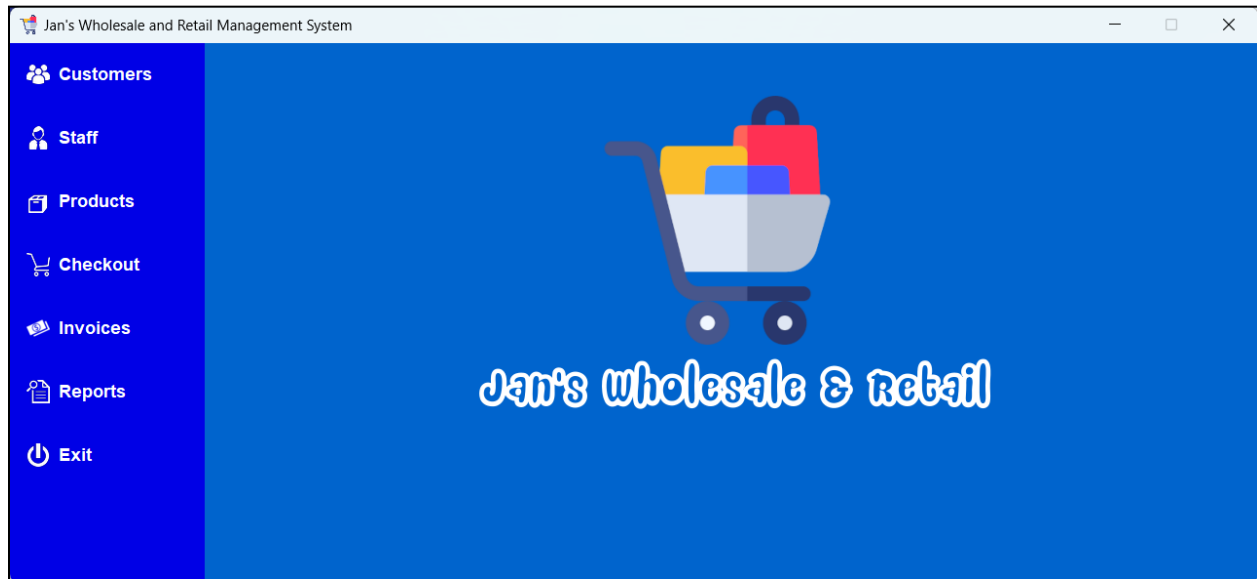 Jan's Wholesale and Retail Management System
Customers
Staff
Products
Checkout
Invoices
Reports
Exit
Jan's Wholesale & Retail